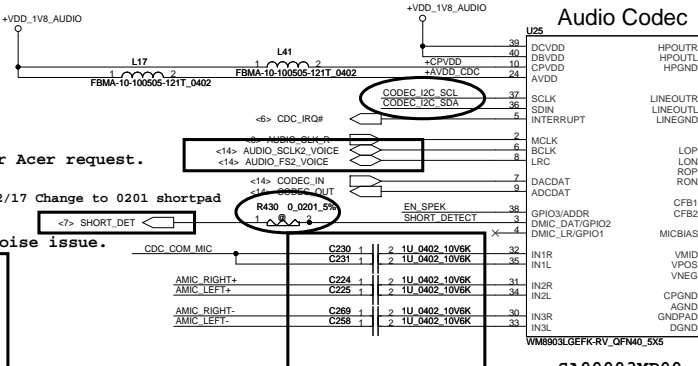 +VDD_1V8_AUDIO
+VDD_1V8_AUDIO
Audio Codec
U25
L17
1 2
FBMA-10-100505-121T_0402
L41
1 2
FBMA-10-100505-121T_0402
+CPVDD
+AVDD_CDC
39 DCVDD
40 DBVDD
10 CPVDD
24 AVDD
HPOUTR
HPOUTL
HPGND
CODEC_I2C_SCL 37 SCLK
CODEC_I2C_SDA 36 SDIN
<6> CDC_IRQ# 5 INTERRUPT
LINEOUTR
LINEOUTL
LINEGND
r Acer request.
AUDIO_CLK_R 2 MCLK
<14> AUDIO_SCLK2_VOICE 6 BCLK
<14> AUDIO_FS2_VOICE 8 LRC
LOP
LON
ROP
RON
2/17 Change to 0201 shortpad
<14> CODEC_IN 7 DACDAT
CODEC_OUT 9 ADCDAT
<7> SHORT_DET
R430 0_0201_5%
1 @ 2
EN_SPEK 38 GPIO3/ADDR
SHORT_DETECT 3 DMIC_DAT/GPIO2
4 DMIC_LR/GPIO1
CFB1
CFB2
MICBIAS
oise issue.
CDC_COM_MIC C230 1 2 1U_0402_10V6K 32 IN1R
C231 1 2 1U_0402_10V6K 35 IN1L
AMIC_RIGHT+ C224 1 2 1U_0402_10V6K 31 IN2R
AMIC_LEFT+ C225 1 2 1U_0402_10V6K 34 IN2L
AMIC_RIGHT- C269 1 2 1U_0402_10V6K 30 IN3R
AMIC_LEFT- C258 1 2 1U_0402_10V6K 33 IN3L
VMID
VPOS
VNEG
CPGND
AGND
GNDPAD
DGND
WM8903LGEFK-RV_QFN40_5X5